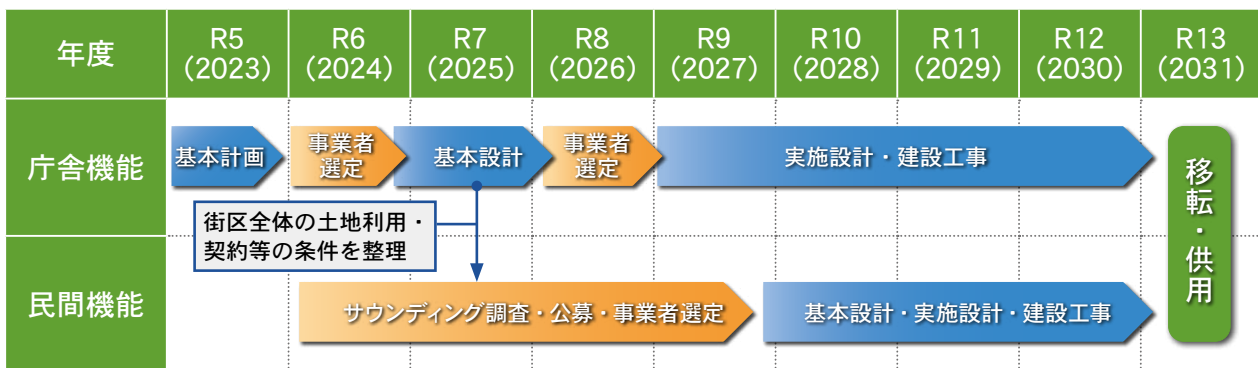 年度
R5
(2023)
R6
(2024)
R7
(2025)
R8
(2026)
R9
(2027)
R10
(2028)
R11
(2029)
R12
(2030)
R13
(2031)
庁舎機能
基本計画
事業者
選定
基本設計
事業者
選定
実施設計・建設工事
街区全体の土地利用・
契約等の条件を整理
民間機能
サウンディング調査・公募・事業者選定
基本設計・実施設計・建設工事
移転・供用